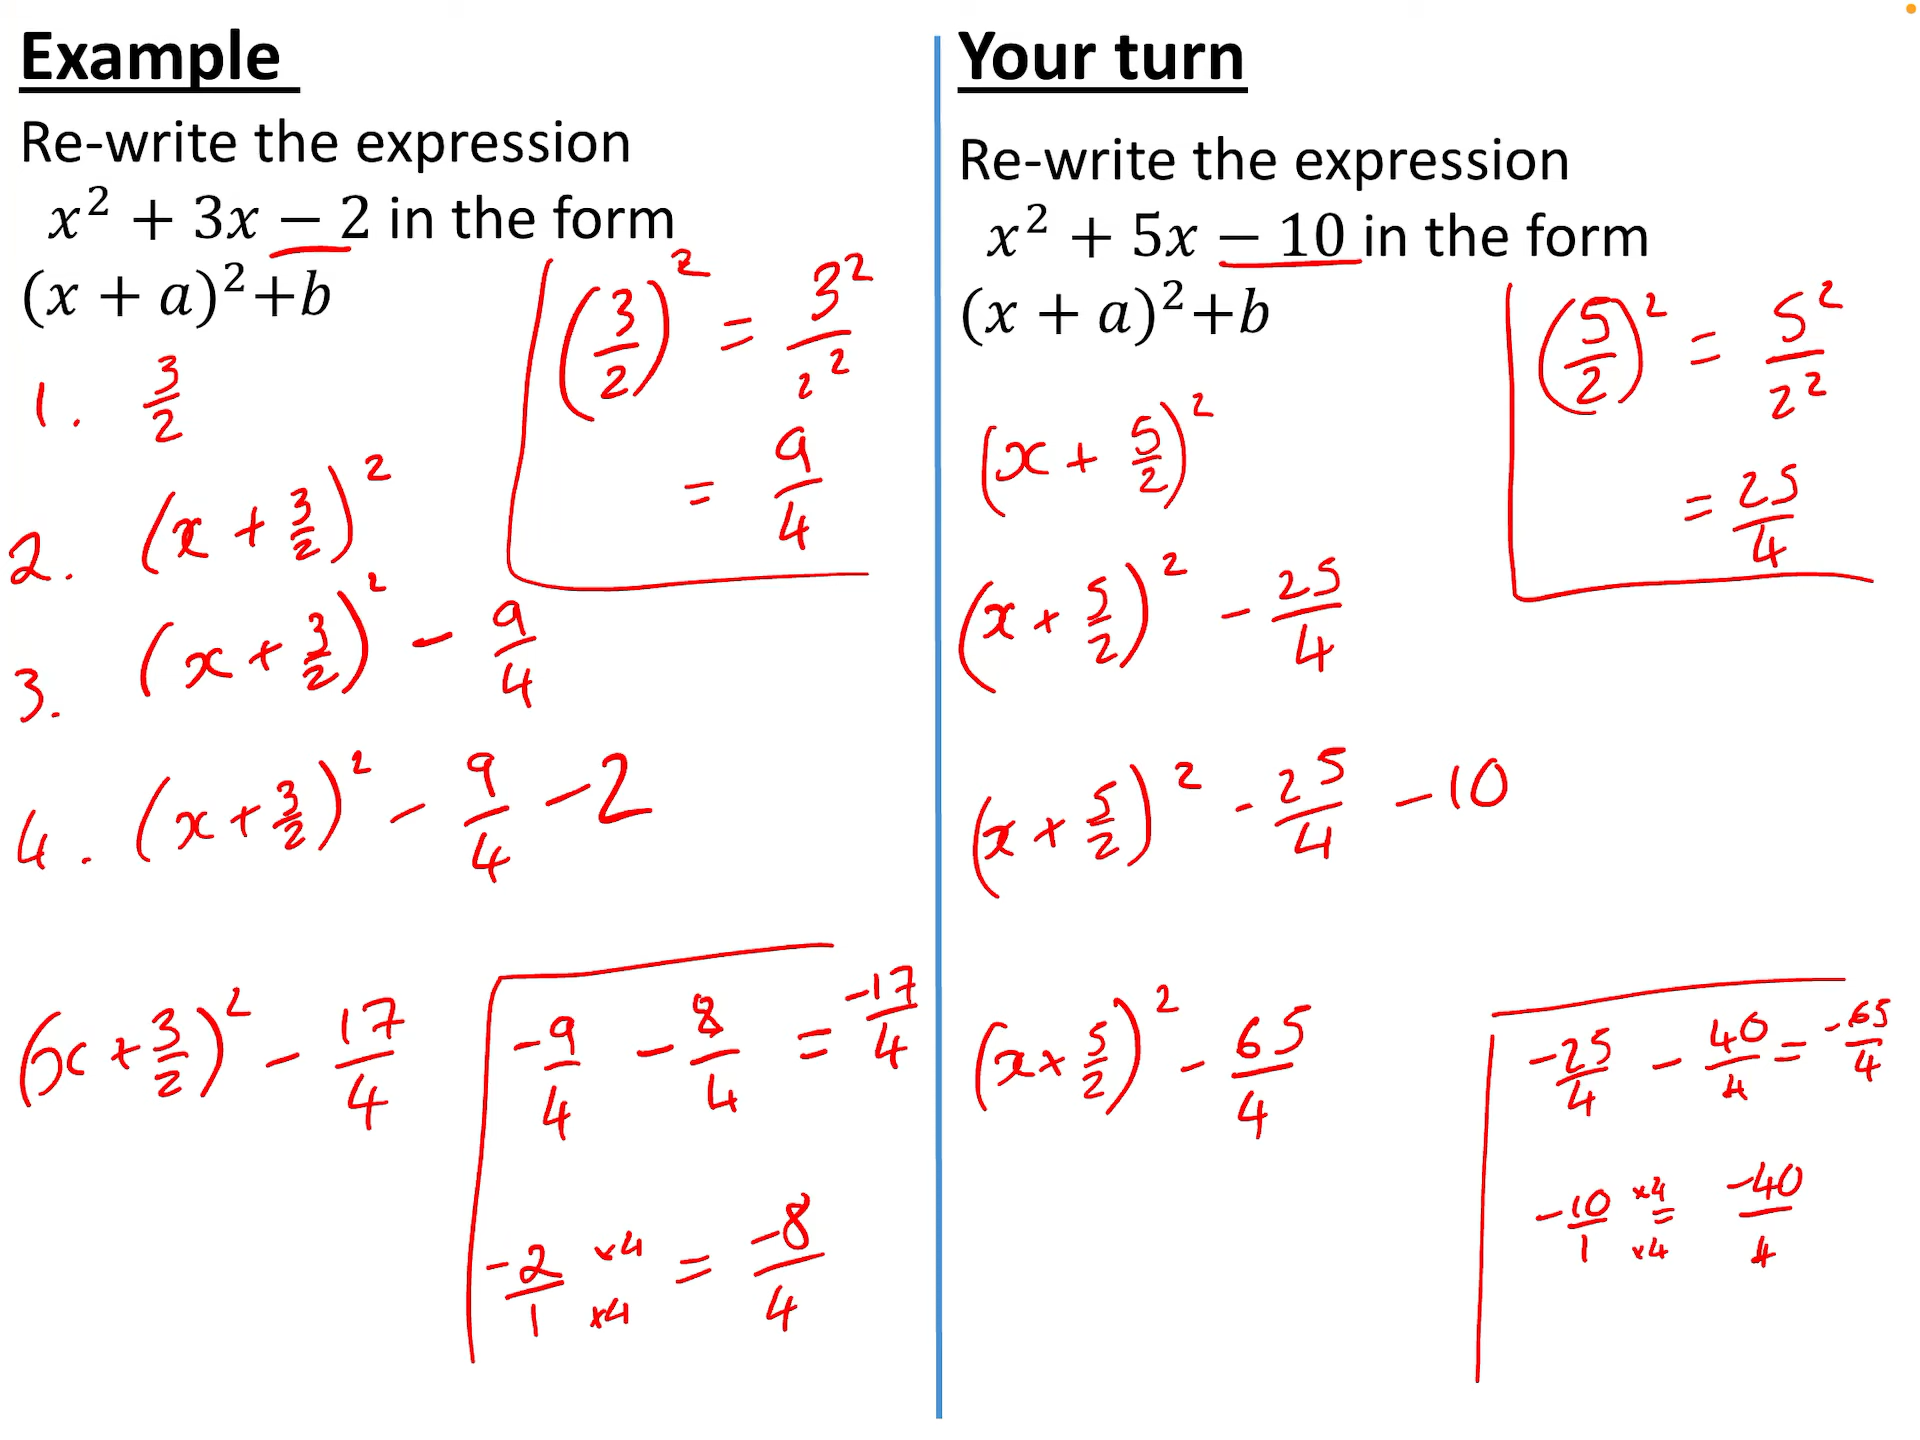 Example
Re-write the expression
x² + 3x − 2 in the form
(x + a)²+b
(3/2)² = 3²/2²
= 9/4
1. 3/2
2. (x + 3/2)²
3. (x + 3/2)² - 9/4
4. (x + 3/2)² - 9/4 - 2
(x + 3/2)² - 17/4
-9/4 - 8/4 = -17/4
-2/1 ×4 ×4 = -8/4
Your turn
Re-write the expression
x² + 5x − 10 in the form
(x + a)²+b
(5/2)² = 5²/2²
= 25/4
(x + 5/2)²
(x + 5/2)² - 25/4
(x + 5/2)² - 25/4 - 10
(x + 5/2)² - 65/4
-25/4 - 40/4 = -65/4
-10/1 ×4 = ×4 -40/4